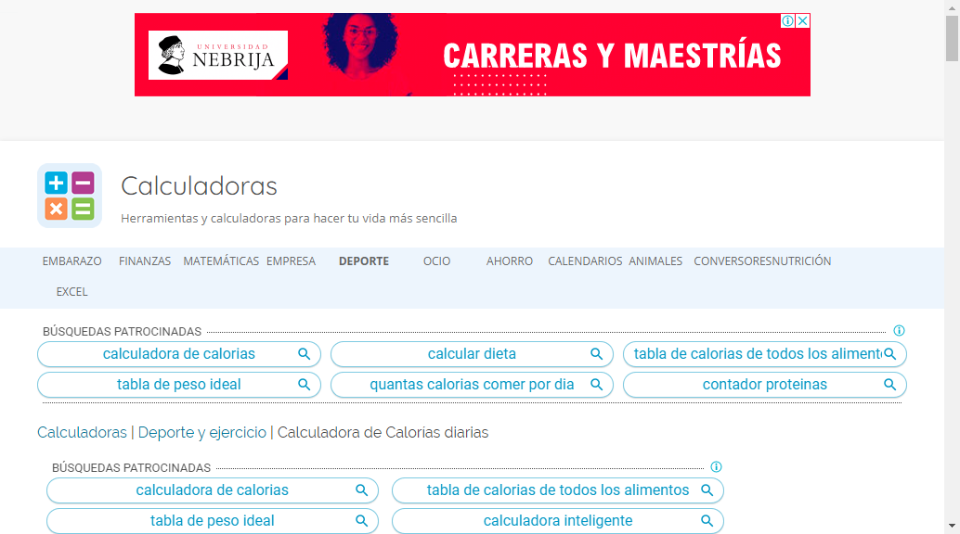 UNIVERSIDAD
NEBRIJA
CARRERAS Y MAESTRÍAS
Calculadoras
Herramientas y calculadoras para hacer tu vida más sencilla
EMBARAZO FINANZAS MATEMÁTICAS EMPRESA DEPORTE OCIO AHORRO CALENDARIOS ANIMALES CONVERSORES NUTRICIÓN
EXCEL
BÚSQUEDAS PATROCINADAS
calculadora de calorias calcular dieta tabla de calorias de todos los aliment
tabla de peso ideal quantas calorias comer por dia contador proteinas
Calculadoras | Deporte y ejercicio | Calculadora de Calorías diarias
BÚSQUEDAS PATROCINADAS
calculadora de calorias tabla de calorias de todos los alimentos
tabla de peso ideal calculadora inteligente